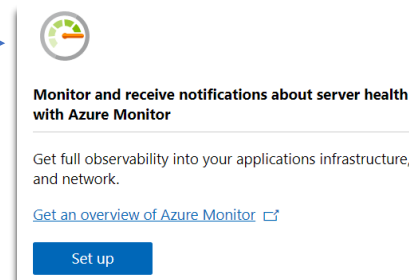 Monitor and receive notifications about server health
with Azure Monitor
Get full observability into your applications infrastructure,
and network.
Get an overview of Azure Monitor
Set up